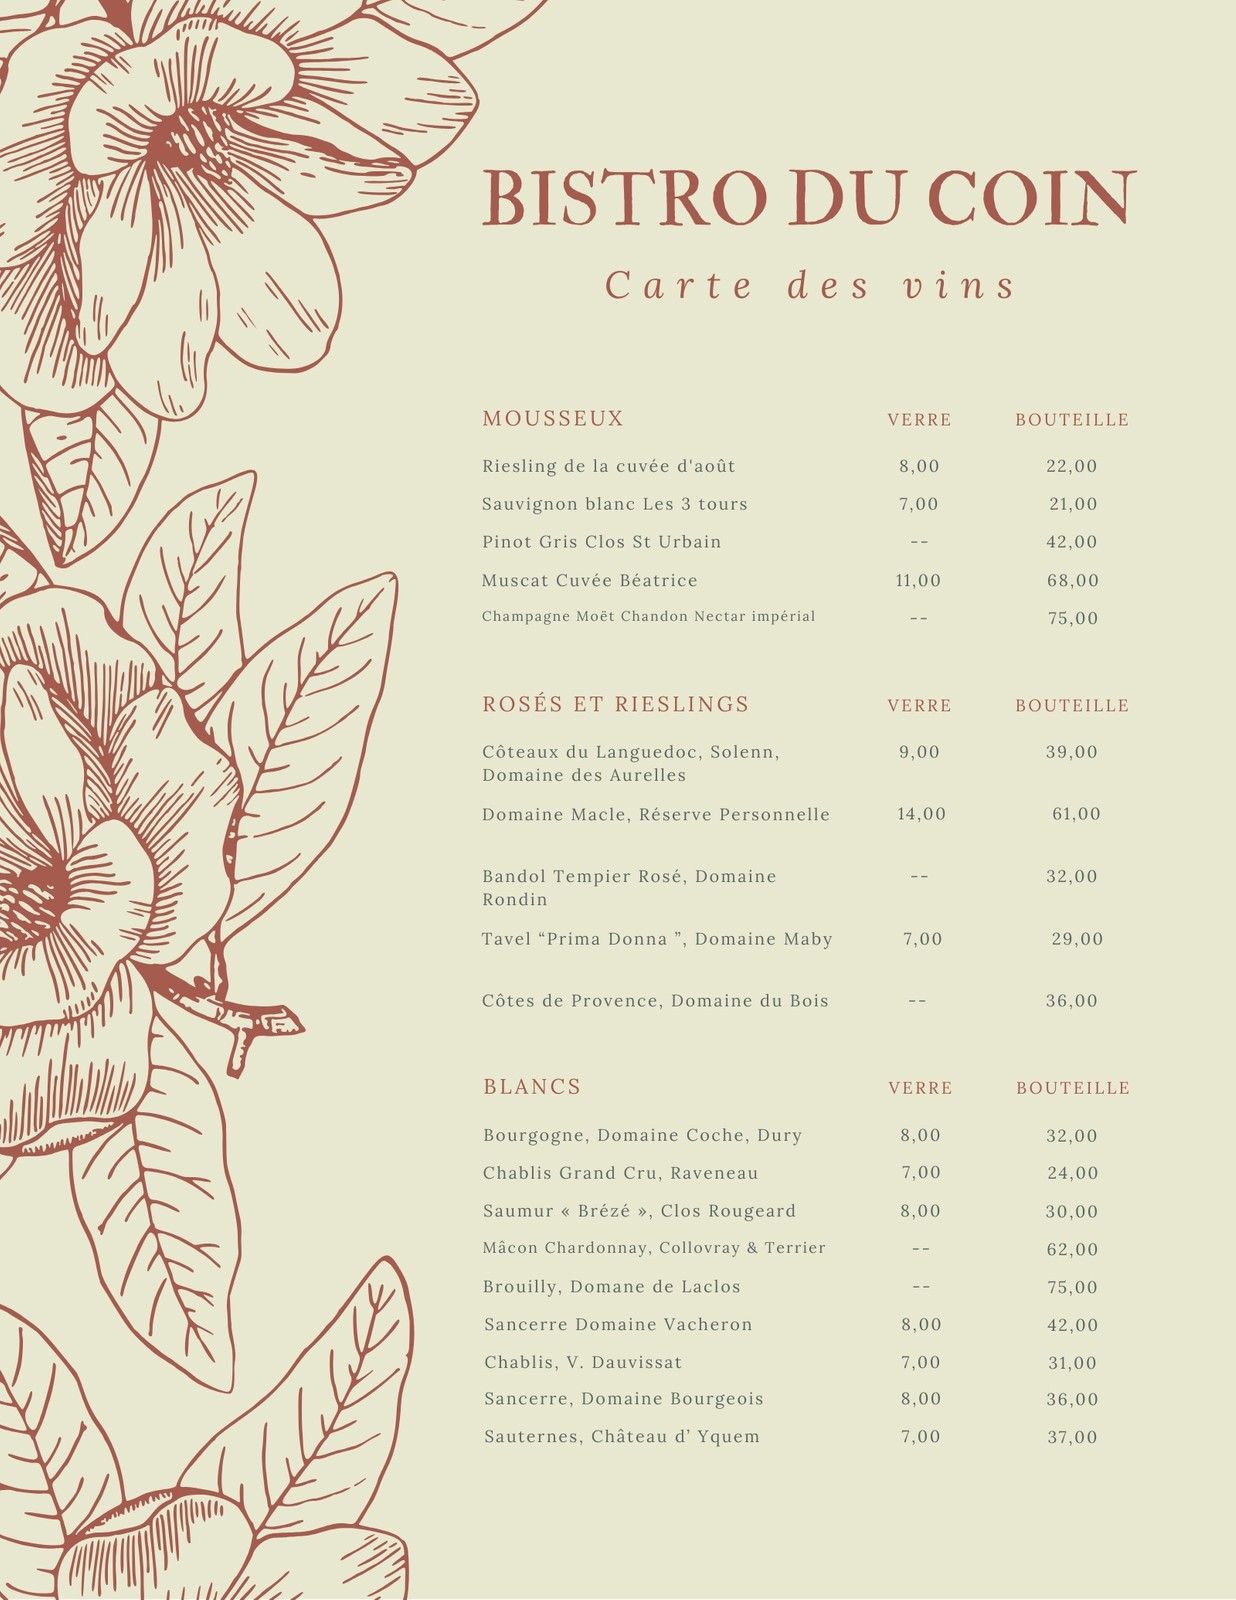 BISTRO DU COIN
Carte des vins
MOUSSEUX VERRE BOUTEILLE
Riesling de la cuvée d'août 8,00 22,00
Sauvignon blanc Les 3 tours 7,00 21,00
Pinot Gris Clos St Urbain -- 42,00
Muscat Cuvée Béatrice 11,00 68,00
Champagne Moët Chandon Nectar impérial -- 75,00
ROSÉS ET RIESLINGS VERRE BOUTEILLE
Côteaux du Languedoc, Solenn, 9,00 39,00
Domaine des Aurelles
Domaine Macle, Réserve Personnelle 14,00 61,00
Bandol Tempier Rosé, Domaine -- 32,00
Rondin
Tavel “Prima Donna ”, Domaine Maby 7,00 29,00
Côtes de Provence, Domaine du Bois -- 36,00
BLANCS VERRE BOUTEILLE
Bourgogne, Domaine Coche, Dury 8,00 32,00
Chablis Grand Cru, Raveneau 7,00 24,00
Saumur « Brézé », Clos Rougeard 8,00 30,00
Mâcon Chardonnay, Collovray & Terrier -- 62,00
Brouilly, Domane de Laclos -- 75,00
Sancerre Domaine Vacheron 8,00 42,00
Chablis, V. Dauvissat 7,00 31,00
Sancerre, Domaine Bourgeois 8,00 36,00
Sauternes, Château d’ Yquem 7,00 37,00